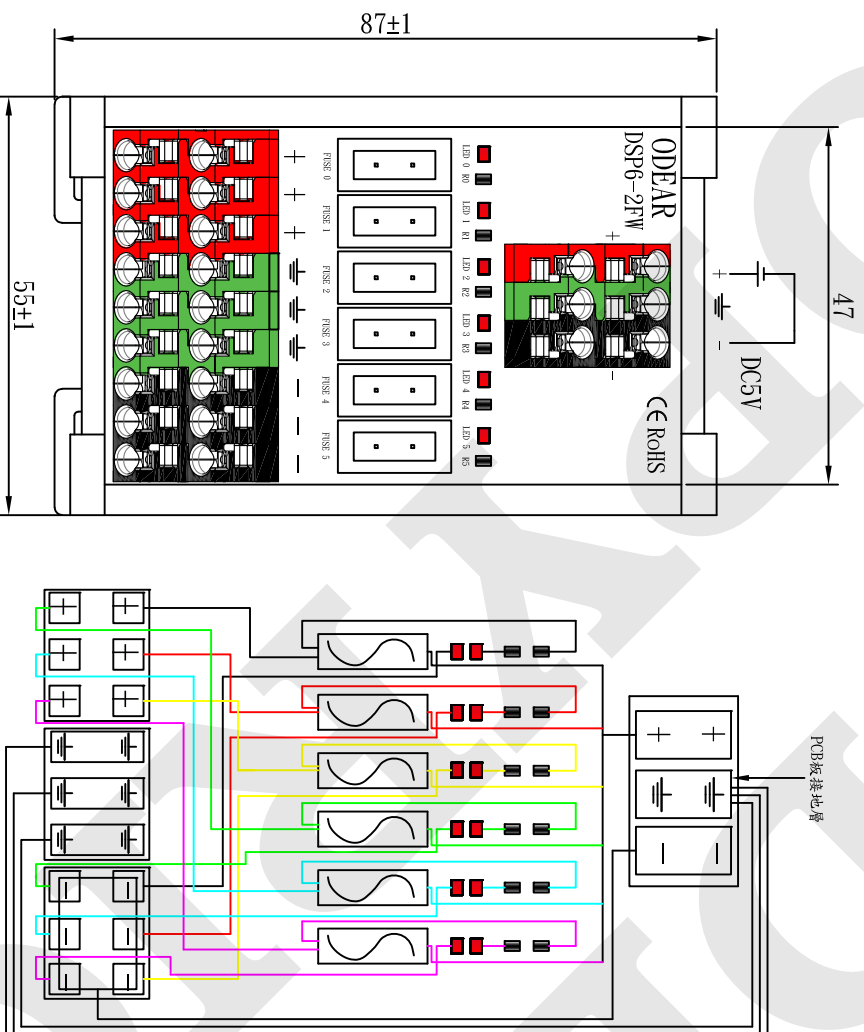 87±1
55±1
47
ODEAR
DSP6-2FW
+
-
+
-
DC5V
CE RoHS
LED 0
R0
LED 1
R1
LED 2
R2
LED 3
R3
LED 4
R4
LED 5
R5
FUSE 0
FUSE 1
FUSE 2
FUSE 3
FUSE 4
FUSE 5
+ + +
- - -
PCB板接地層
+ +
- -
+ +
+ +
+ +
- -
- -
- -